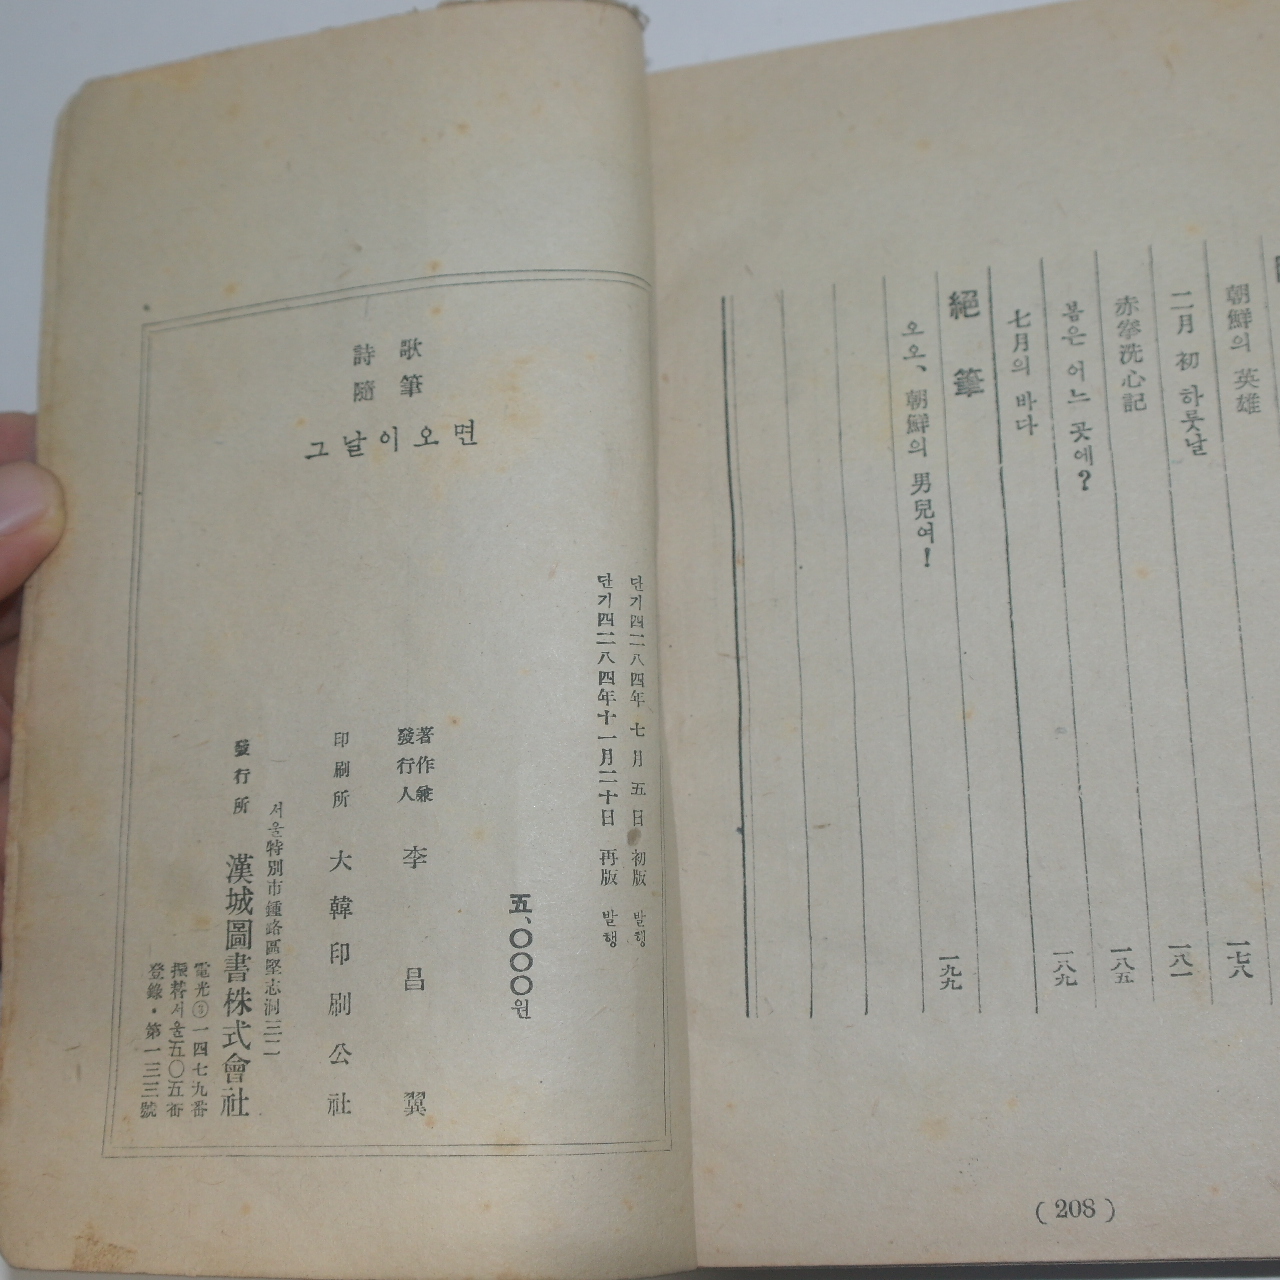 朝鮮의 英雄 一七八
二月 初 하룻날 一八一
赤拳洗心記 一八五
봄은 어느 곳에? 一八九
七月의 바다
絕筆
一九九
오오、朝鮮의 男兒여!
(208)
詩歌
隨筆
그날이오면
단기四二八四年 七月 五日 初版 발행
단기四二八四年十一月二十日 再版 발행
五、〇〇〇원
著作兼
發行人 李昌翼
印刷所 大韓印刷公社
서울特別市鍾路區堅志洞三二
發行所 漢城圖書株式會社
電光③一四七九番
振替서울五〇五番
登錄·第一三三號